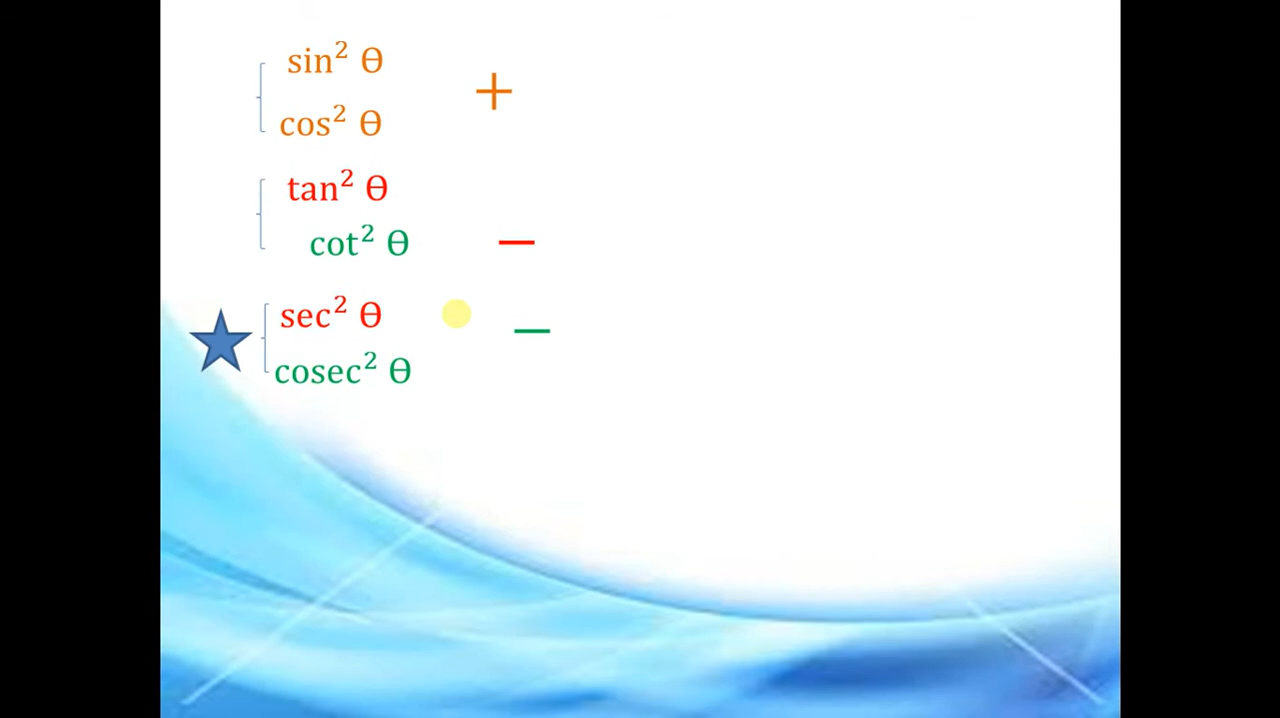 sin² ϴ
+
cos² ϴ
tan² ϴ
cot² ϴ −
sec² ϴ −
cosec² ϴ